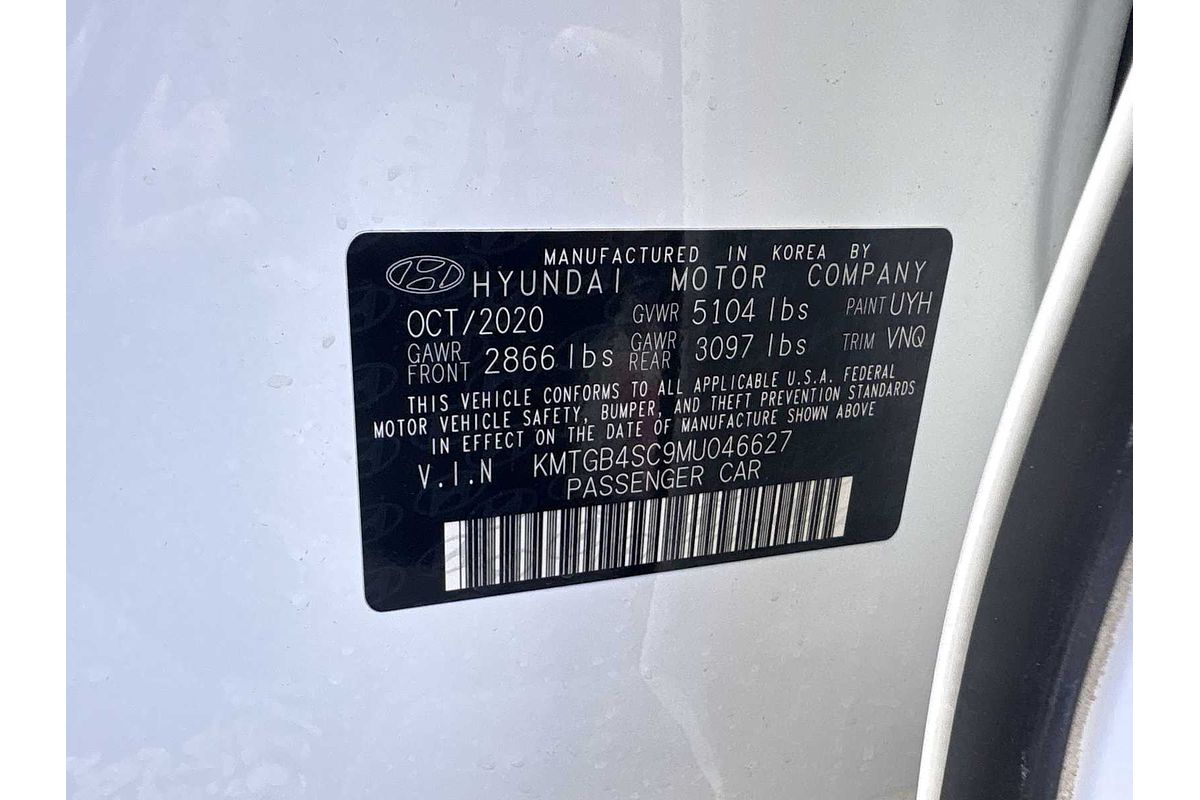 MANUFACTURED IN KOREA BY
HYUNDAI MOTOR COMPANY
OCT/2020 GVWR 5104 lbs PAINT UYH
GAWR FRONT 2866 lbs GAWR REAR 3097 lbs TRIM VNQ
THIS VEHICLE CONFORMS TO ALL APPLICABLE U.S.A. FEDERAL
MOTOR VEHICLE SAFETY, BUMPER, AND THEFT PREVENTION STANDARDS
IN EFFECT ON THE DATE OF MANUFACTURE SHOWN ABOVE
V.I.N KMTGB4SC9MU046627
PASSENGER CAR